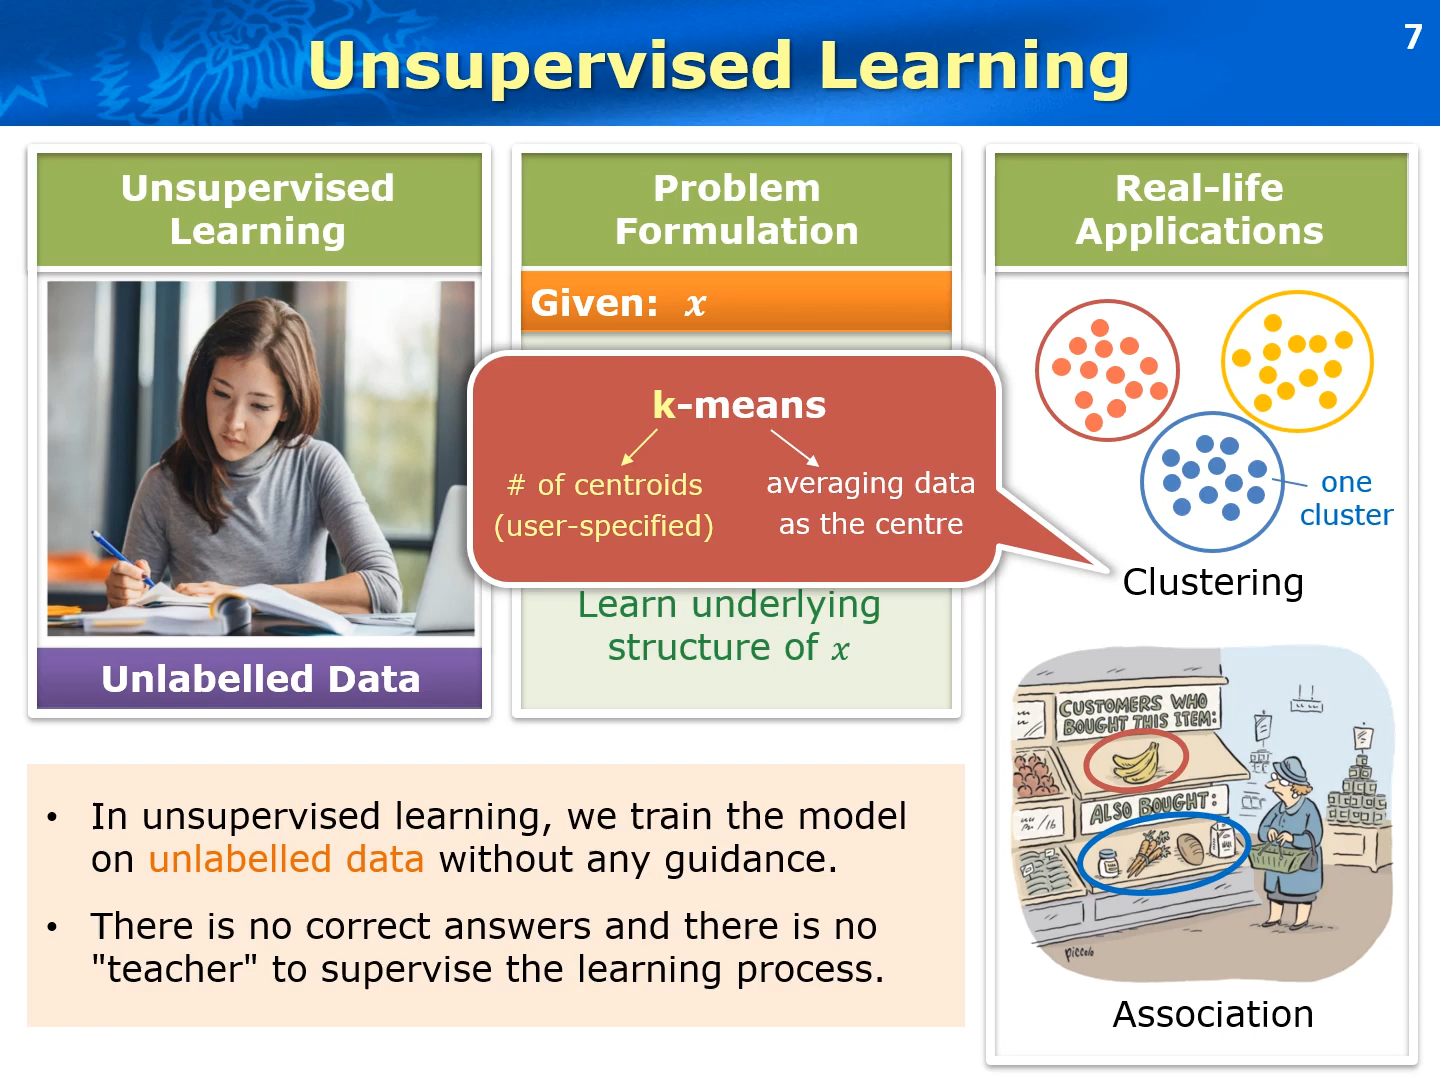 Unsupervised Learning
7
Unsupervised
Learning
Unlabelled Data
Problem
Formulation
Given: x
k-means
# of centroids
(user-specified)
averaging data
as the centre
Learn underlying
structure of x
Real-life
Applications
one
cluster
Clustering
CUSTOMERS WHO
BOUGHT THIS ITEM:
ALSO BOUGHT:
piccolo
Association
• In unsupervised learning, we train the model
on unlabelled data without any guidance.
• There is no correct answers and there is no
"teacher" to supervise the learning process.